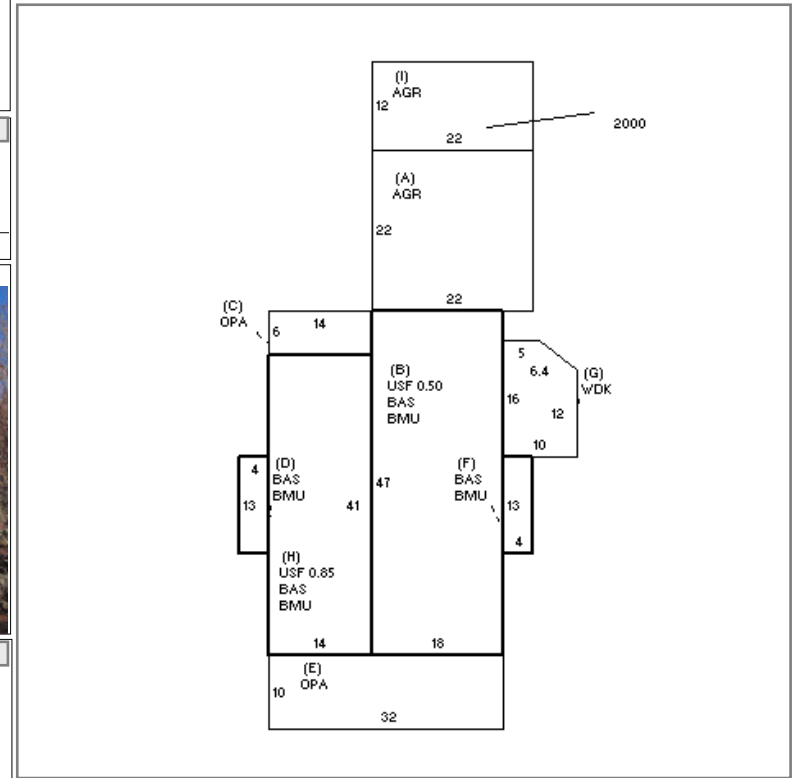 (I)
AGR
12
22
2000
(A)
AGR
22
22
(C)
OPA
6
14
(B)
USF 0.50
BAS
BMU
5
6.4
16
12
10
(G)
WDK
4
(D)
BAS
BMU
13
41
47
(F)
BAS
BMU
13
4
(H)
USF 0.85
BAS
BMU
14
18
(E)
OPA
10
32